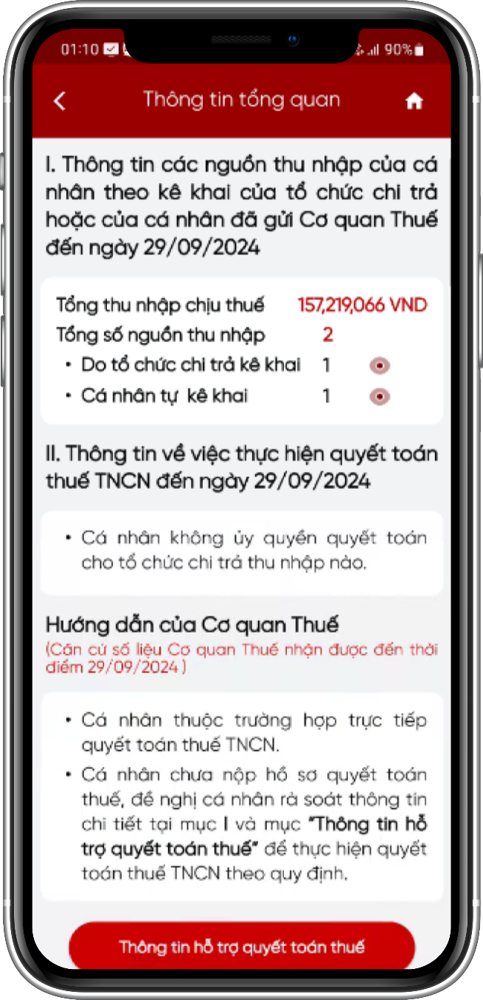 01:10
90%
Thông tin tổng quan
I. Thông tin các nguồn thu nhập của cá
nhân theo kê khai của tổ chức chi trả
hoặc của cá nhân đã gửi Cơ quan Thuế
đến ngày 29/09/2024
Tổng thu nhập chịu thuế 157,219,066 VND
Tổng số nguồn thu nhập 2
• Do tổ chức chi trả kê khai 1
• Cá nhân tự kê khai 1
II. Thông tin về việc thực hiện quyết toán
thuế TNCN đến ngày 29/09/2024
• Cá nhân không ủy quyền quyết toán
cho tổ chức chi trả thu nhập nào.
Hướng dẫn của Cơ quan Thuế
(Căn cứ số liệu Cơ quan Thuế nhận được đến thời
điểm 29/09/2024 )
• Cá nhân thuộc trường hợp trực tiếp
quyết toán thuế TNCN.
• Cá nhân chưa nộp hồ sơ quyết toán
thuế, đề nghị cá nhân rà soát thông tin
chi tiết tại mục I và mục "Thông tin hỗ
trợ quyết toán thuế" để thực hiện quyết
toán thuế TNCN theo quy định.
Thông tin hỗ trợ quyết toán thuế